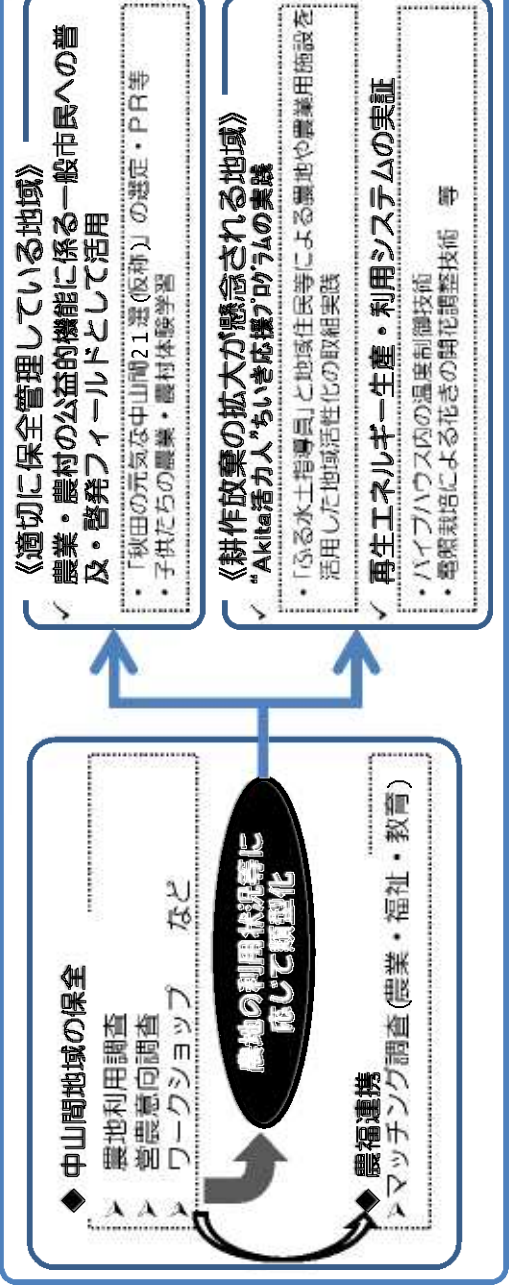 ◆ 中山間地域の保全
➢ 農地利用調査
➢ 営農意向調査
➢ ワークショップ など
農地の利用状況等に
応じて類型化
◆ 農福連携
➢ マッチング調査(農業・福祉・教育)
《適切に保全管理している地域》
✓ 農業・農村の公益的機能に係る一般市民への普
及・啓発フィールドとして活用
・「秋田の元気な中山間21選(仮称)」の選定・PR等
・子供たちの農業・農村体験学習
《耕作放棄の拡大が懸念される地域》
✓ “Akita活力人”ちいき応援プログラムの実践
・「ふる水土指導員」と地域住民等による農地や農業用施設を
活用した地域活性化の取組実践
✓ 再生エネルギー生産・利用システムの実証
・パイプハウス内の温度制御技術
・電照栽培による花きの開花調整技術 等